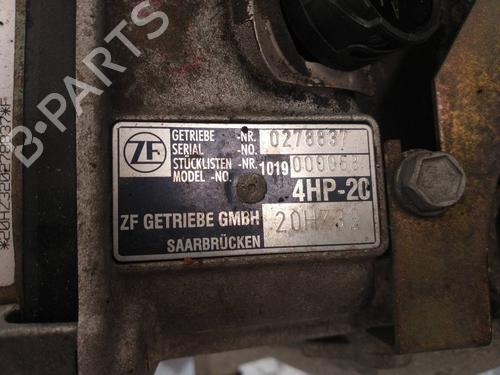 B-PARTS
*20HZ320278837*F
ZF
GETRIEBE -NR. 0278837
SERIAL -NO.
STÜCKLISTEN -NR. 1019
MODEL -NO.
4HP-20
ZF GETRIEBE GMBH 20HZ32
SAARBRÜCKEN